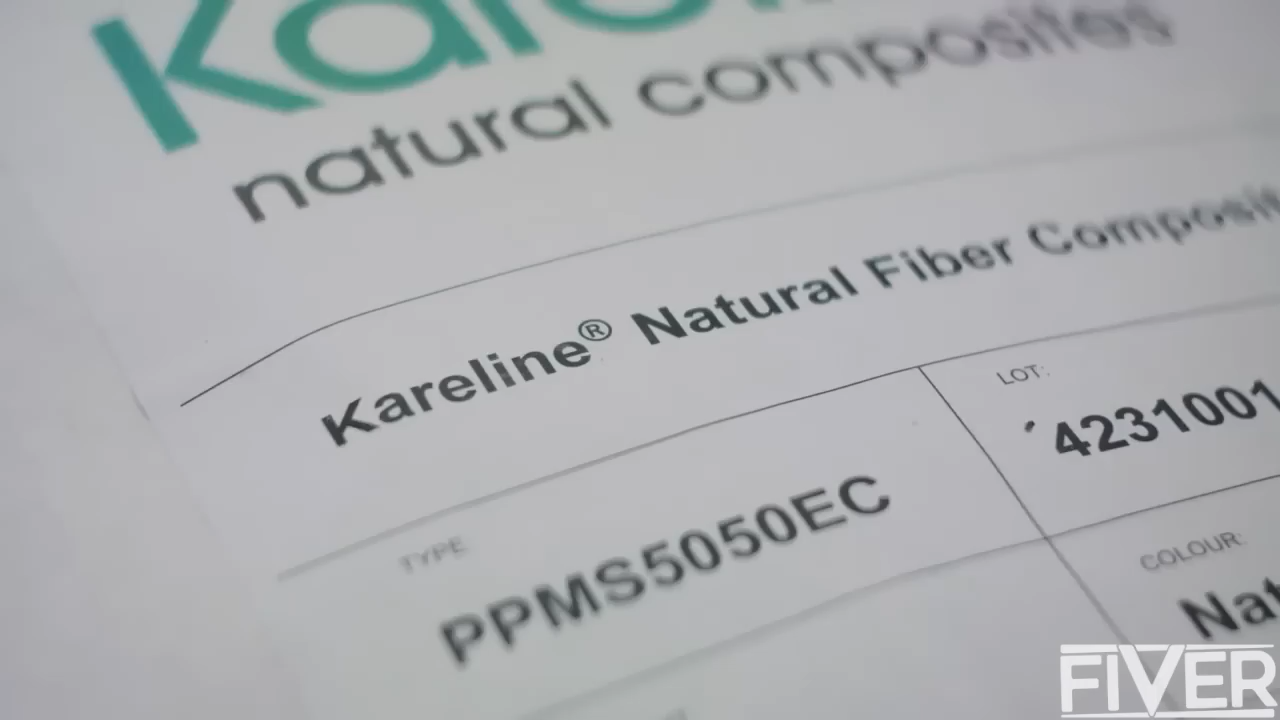 natural composites
Kareline® Natural Fiber
TYPE
PPMS5050EC
LOT:
'4231001
COLOUR:
FIVER